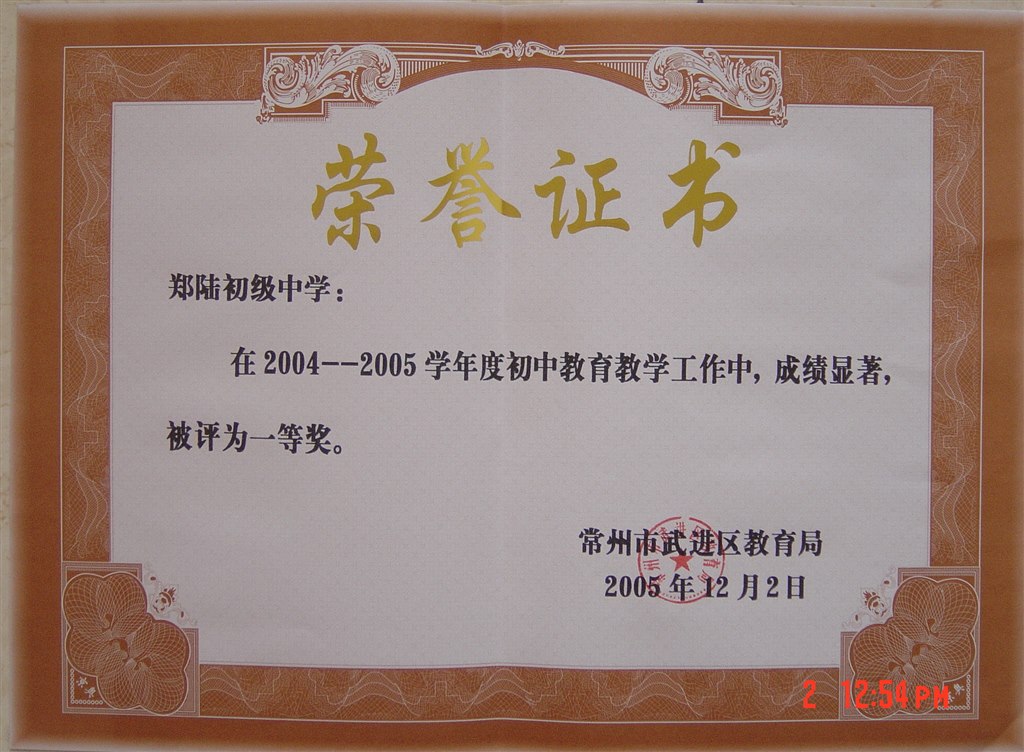 荣誉证书
郑陆初级中学：
在2004--2005学年度初中教育教学工作中，成绩显著，
被评为一等奖。
常州市武进区教育局
2005年12月2日
2 12:54PM